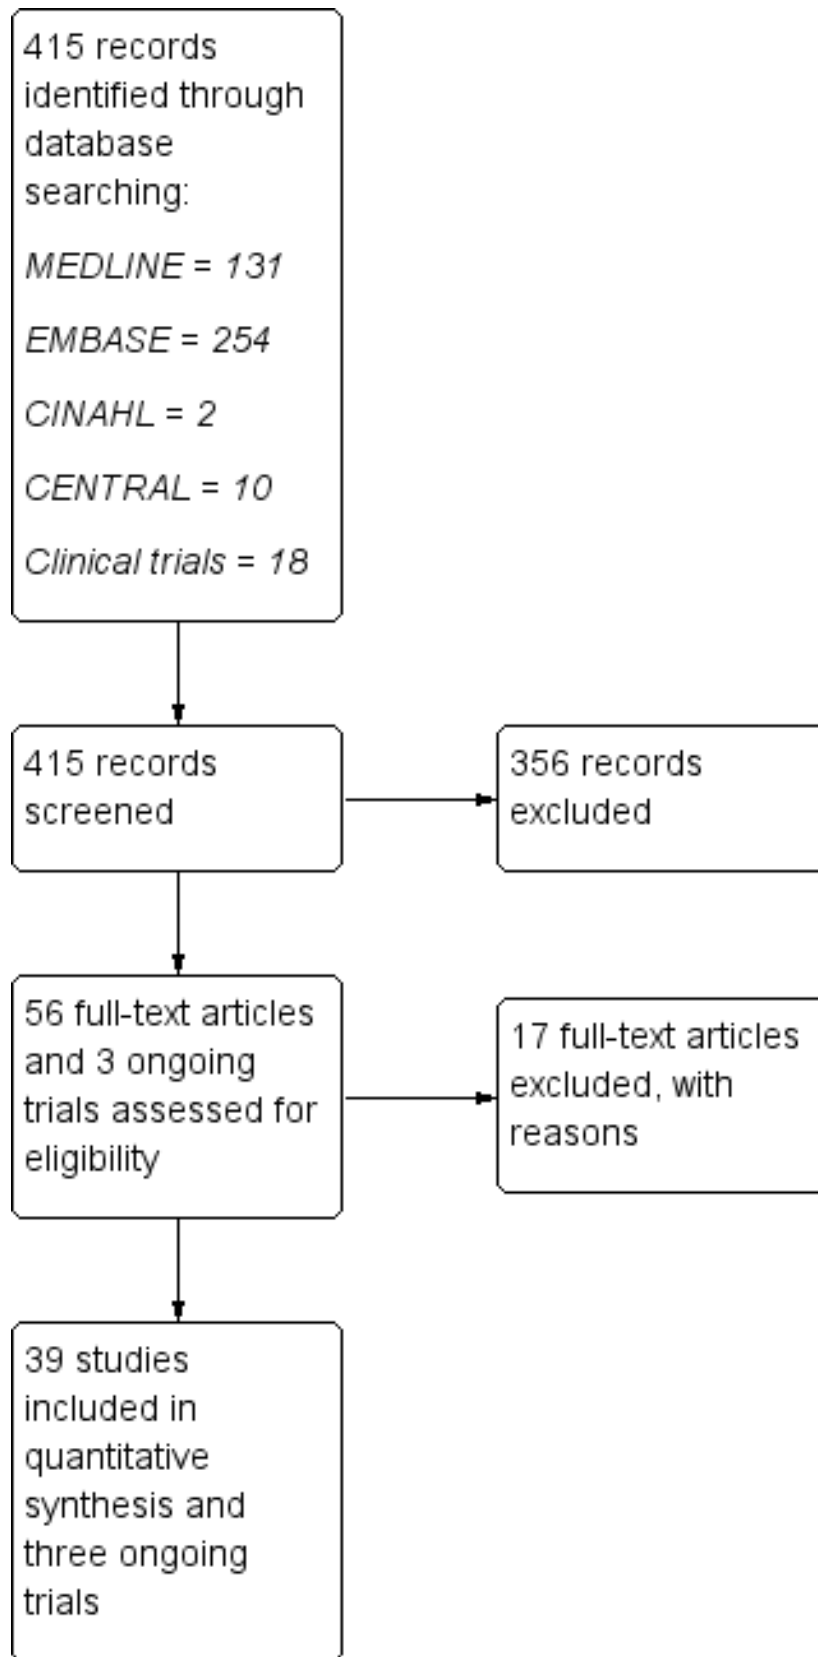 415 records
identified through
database
searching:
MEDLINE = 131
EMBASE = 254
CINAHL = 2
CENTRAL = 10
Clinical trials = 18
415 records
screened
356 records
excluded
56 full-text articles
and 3 ongoing
trials assessed for
eligibility
17 full-text articles
excluded, with
reasons
39 studies
included in
quantitative
synthesis and
three ongoing
trials